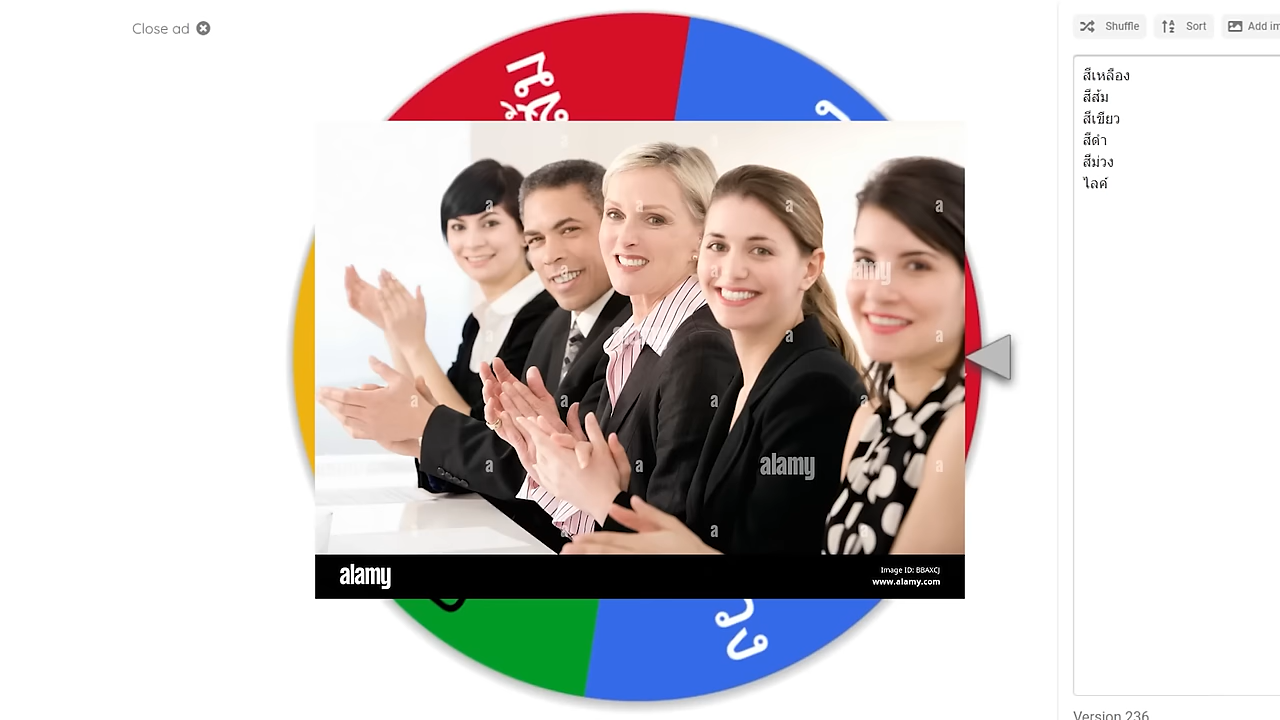 Close ad
Shuffle
Sort
Add im
สีเหลือง
สีส้ม
สีเขียว
สีดำ
สีม่วง
ไลค์
alamy
alamy
alamy
Image ID: BBAXCJ
www.alamy.com
Version 236